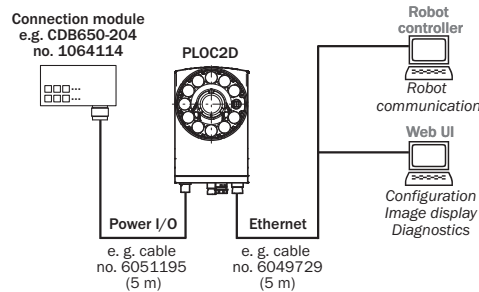 Connection module
e.g. CDB650-204
no. 1064114
PLOC2D
Robot
controller
Robot
communication
Web UI
Configuration
Image display
Diagnostics
Power I/O
e. g. cable
no. 6051195
(5 m)
Ethernet
e. g. cable
no. 6049729
(5 m)